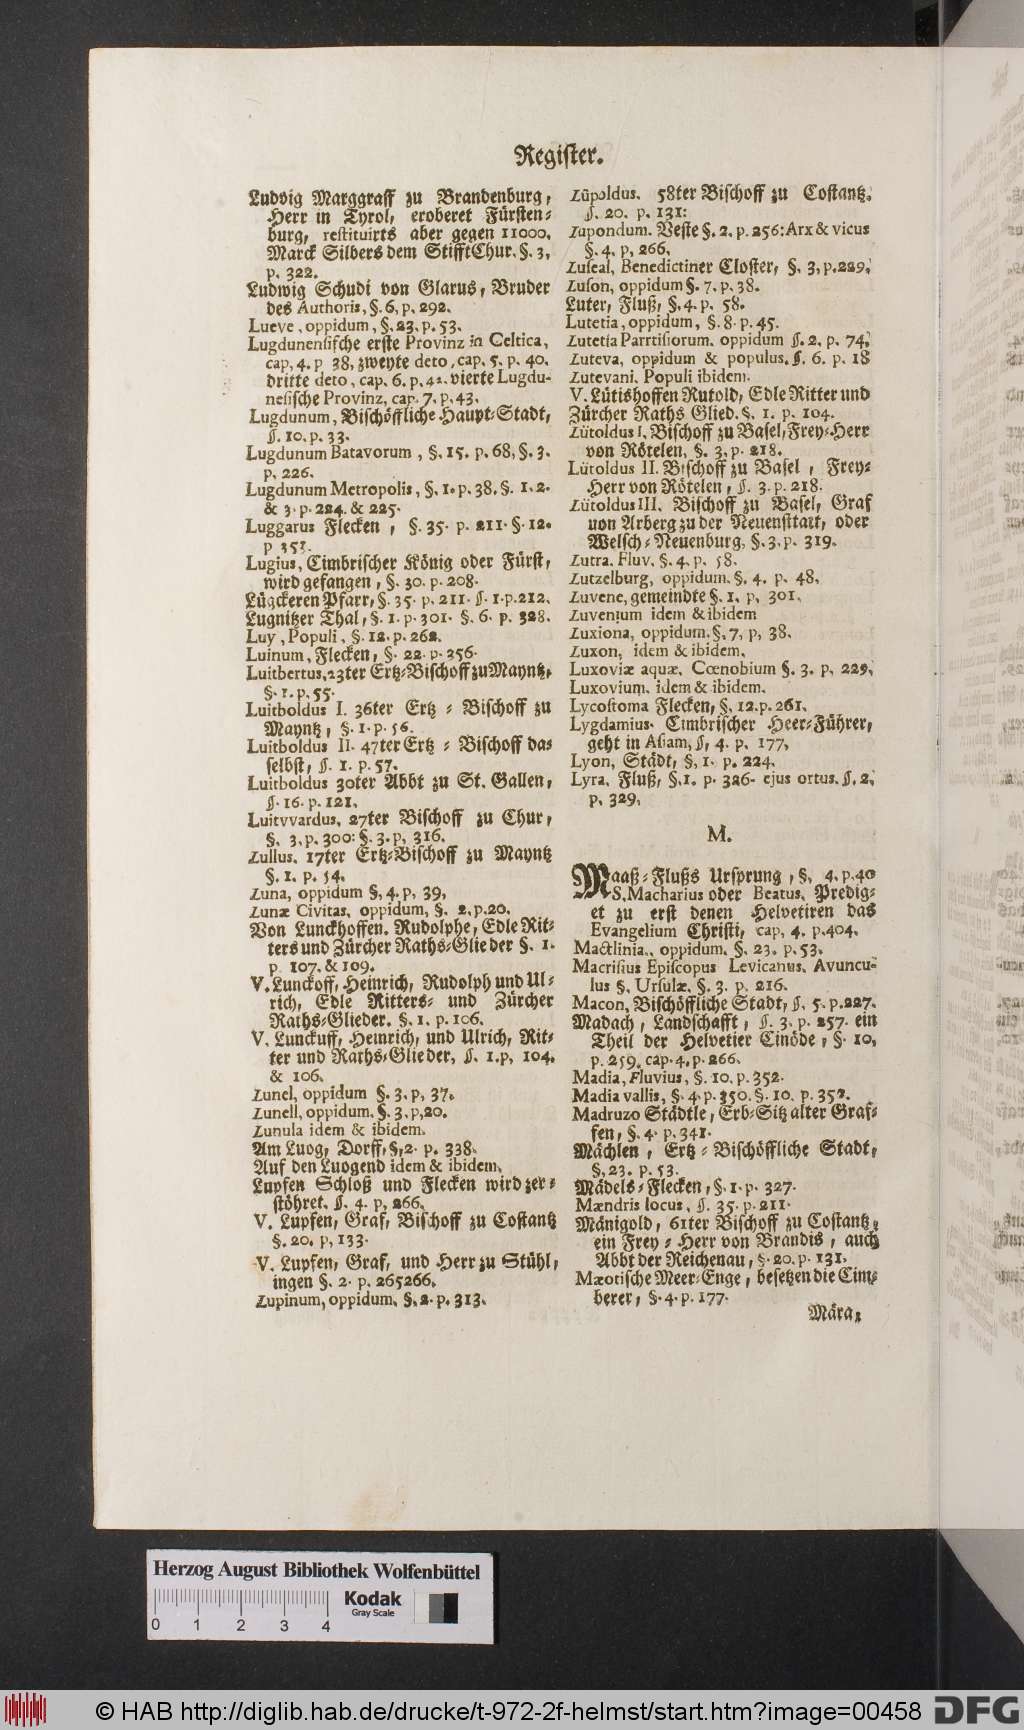 Register.
Ludvig Marggraff zu Brandenburg,
Herr in Tyrol, eroberet Fürsten-
burg, restituirts aber gegen 11000.
Marck Silbers dem Stifft Chur. §. 3.
p. 322.
Ludwig Schudi von Glarus, Bruder
des Authoris, §. 6, p. 292.
Lueve, oppidum, §. 23. p. 53.
Lugdunensische erste Provinz in Celtica,
cap, 4. p 38, zweyte deto, cap. 5. p. 40.
dritte deto, cap. 6. p. 42. vierte Lugdu-
nesische Provinz, cap. 7. p. 43.
Lugdunum, Bischöffliche Haupt-Stadt,
§. 10. p. 33.
Lugdunum Batavorum, §. 15. p. 68, §. 3.
p, 226.
Lugdunum Metropolis, §. 1. p. 38. §. 1. 2.
& 3. p. 224. & 225.
Luggarus Flecken, §. 35. p. 211. §. 12.
p 353.
Lugius, Cimbrischer König oder Fürst,
wird gefangen, §. 30. p. 208.
Lügckeren Pfarr, §. 35. p. 211. §. 1. p. 212.
Lugnitzer Thal, §. 1. p. 301. §. 6. p. 328.
Luy, Populi, §. 12. p. 262.
Luinum, Flecken, §. 22. p. 356.
Luitbertus, 23ter Ertz-Bischoff zu Mayntz,
§. 1. p, 55.
Luitboldus I. 36ter Ertz-Bischoff zu
Mayntz, §. 1. p. 56.
Luitboldus II. 47ter Ertz-Bischoff da-
selbst, §. 1. p. 57.
Luitboldus 30ter Abbt zu St. Gallen,
§. 16. p. 121.
Luitvvardus, 27ter Bischoff zu Chur,
§. 3. p. 300: §. 3. p, 316.
Lullus. 17ter Ertz-Bischoff zu Mayntz
§. 1. p. 54.
Luna, oppidum §, 4. p, 39,
Lunæ Civitas, oppidum, §. 2. p. 20.
Von Lunckhoffen. Rudolphe, Edle Rit-
ters und Zürcher Raths-Glieder §. 1.
p. 107. & 109.
V. Lunckoff, Heinrich, Rudolph und Ul-
rich, Edle Ritters- und Zürcher
Raths-Glieder. §. 1. p. 106.
V. Lunckuff, Heinrich, und Ulrich, Rit-
ter und Raths-Glieder, §. 1. p, 104.
& 106.
Lunel, oppidum §. 3. p, 37.
Lunell, oppidum. §. 3. p, 20.
Lunula idem & ibidem.
Am Luog, Dorff, §, 2. p. 338.
Auf den Luogend idem & ibidem.
Lupfen Schloß und Flecken wird zer-
stöhret. §. 4. p, 266.
V. Lupfen, Graf, Bischoff zu Costantz
§. 20. p, 133.
V. Lupfen, Graf, und Herr zu Stühl,
ingen §. 2. p. 265 266.
Lupinum, oppidum. §. 2. p. 313.
Lüpoldus. 58ter Bischoff zu Costantz.
§. 20. p. 131:
Lupondum. Veste §. 2. p. 256: Arx & vicus
§. 4. p, 266.
Luseal, Benedictiner Closter, §. 3, p. 229,
Luson, oppidum §. 7. p. 38.
Luter, Fluß, §. 4. p. 58.
Lutetia, oppidum, §. 8. p. 45.
Lutetia Parrtisiorum. oppidum §. 2. p. 74.
Luteva, oppidum & populus. §. 6. p. 18
Lutevani. Populi ibidem.
V. Lütishoffen Rutold, Edle Ritter und
Zürcher Raths Glied. §. 1. p. 104.
Lütoldus I. Bischoff zu Basel, Frey-Herr
von Rötelen, §. 3. p. 218.
Lütoldus II. Bischoff zu Basel, Frey-
Herr von Rötelen, §. 3. p. 218.
Lütoldus III. Bischoff zu Basel, Graf
von Arberg zu der Neuensttatt, oder
Welsch-Neuenburg, §. 3. p. 319.
Lutra. Fluv. §. 4. p. 58.
Lutzelburg, oppidum. §. 4. p. 48,
Luvene, gemeindte §. 1. p. 301.
Luvenium idem & ibidem
Luxiona, oppidum. §, 7, p, 38.
Luxon, idem & ibidem.
Luxoviæ aquæ. Cœnobium §. 3. p, 229,
Luxovium. idem & ibidem.
Lycostoma Flecken, §. 12. p. 261.
Lygdamius. Cimbrischer Heer-Führer,
geht in Asiam, §, 4. p. 177,
Lyon, Städt, §, 1. p. 224.
Lyra, Fluß, §. 1. p. 326. ejus ortus. §. 2.
p. 329.
M.
Maaß-Flußs Ursprung, §, 4. p. 40
S. Macharius oder Beatus. Predig-
et zu erst denen Helvetiren das
Evangelium Christi, cap, 4. p. 404.
Mactlinia., oppidum. §. 23. p. 53.
Macrisius Episcopus Levicanus. Avuncu-
lus §. Ursulæ. §. 3. p. 216.
Macon, Bischöffliche Stadt, §. 5. p. 227.
Madach, Landschafft, §. 3. p. 257. ein
Theil der Helvetier Einöde, §. 10,
p. 259. cap. 4. p. 266.
Madia, Fluvius, §. 10. p. 352.
Madia vallis, §. 4. p. 350. §. 10. p. 352.
Madruzo Städtle, Erb-Sitz alter Graf-
fen, §. 4. p. 341.
Mächlen, Ertz-Bischöffliche Stadt,
§, 23. p. 53.
Mädels-Flecken, §. 1. p. 327.
Mændris locus, §. 35. p. 211.
Mänigold, 61ter Bischoff zu Costantz,
ein Frey-Herr von Brandis, auch
Abbt der Reichenau, §. 20. p. 131.
Mæotische Meer-Enge, besetzen die Cim-
berer, §. 4. p. 177.
Mära,
Herzog August Bibliothek Wolfenbüttel
0 1 2 3 4
Kodak
Gray Scale
© HAB http://diglib.hab.de/drucke/t-972-2f-helmst/start.htm?image=00458
DFG